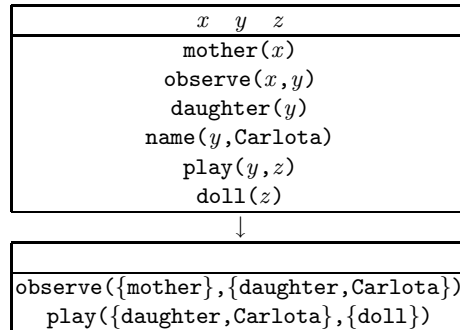 x y z
mother(x)
observe(x,y)
daughter(y)
name(y,Carlota)
play(y,z)
doll(z)
↓
observe({mother},{daughter,Carlota})
play({daughter,Carlota},{doll})